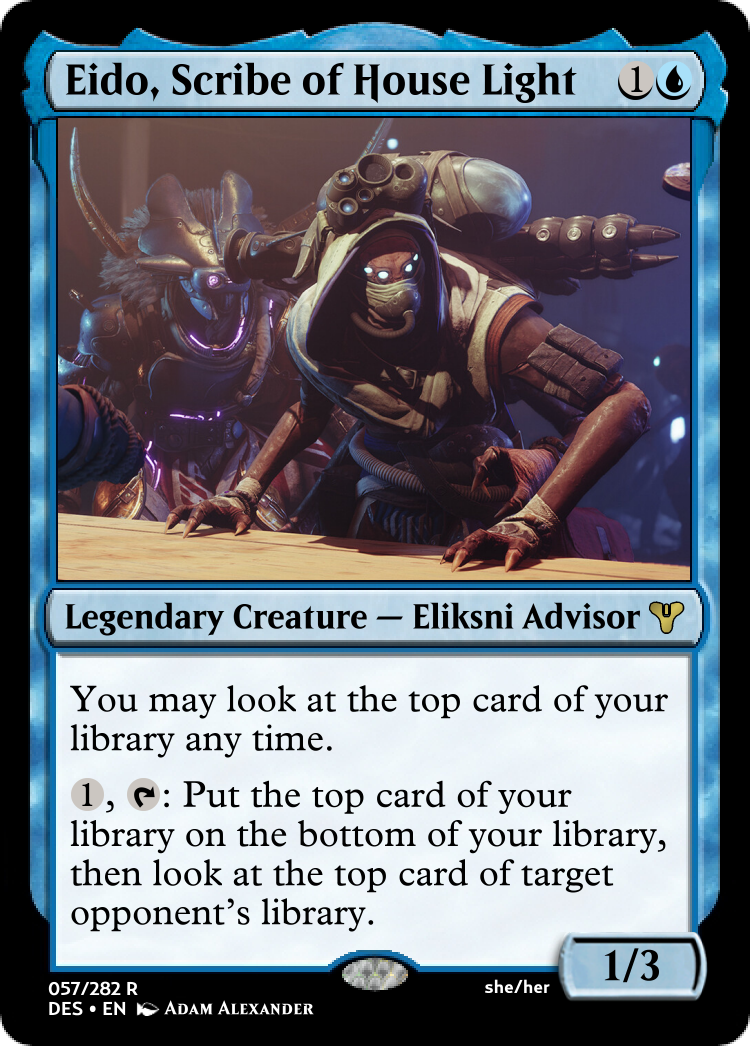 Eido, Scribe of House Light 1
Legendary Creature — Eliksni Advisor
You may look at the top card of your
library any time.
1, : Put the top card of your
library on the bottom of your library,
then look at the top card of target
opponent's library.
1/3
057/282 R
she/her
DES • EN Adam Alexander